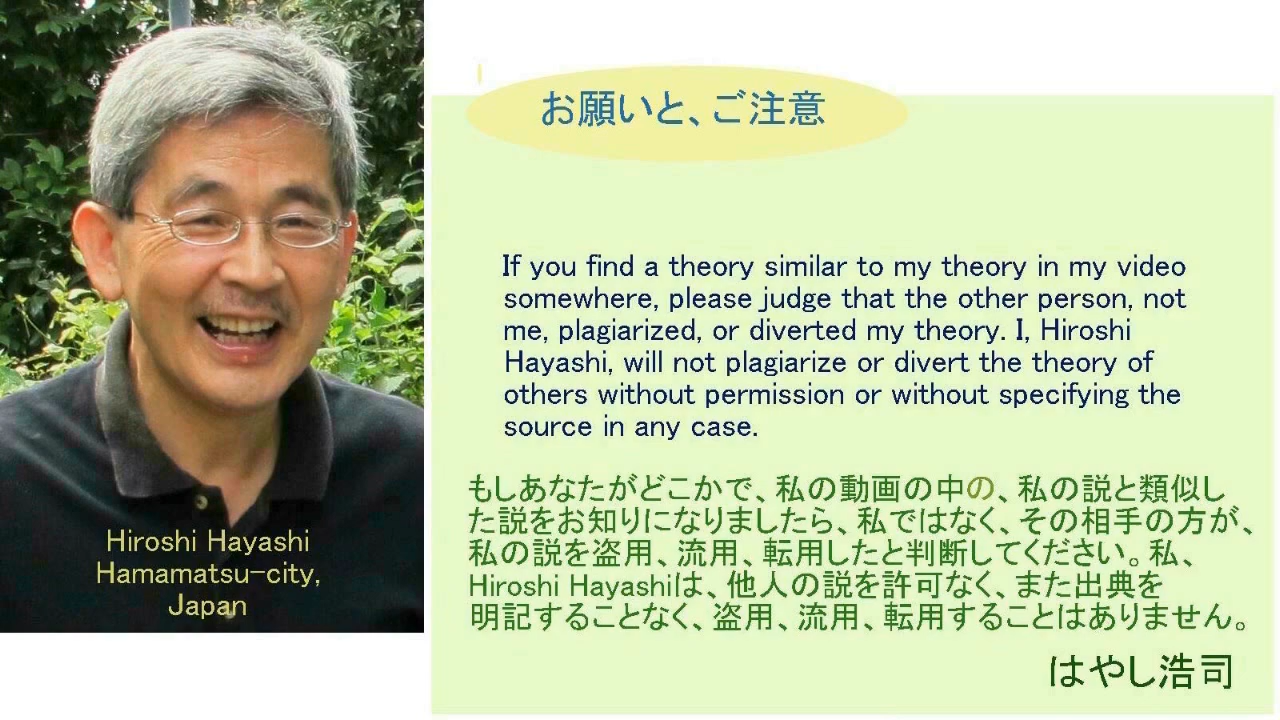 お願いと、ご注意
If you find a theory similar to my theory in my video
somewhere, please judge that the other person, not
me, plagiarized, or diverted my theory. I, Hiroshi
Hayashi, will not plagiarize or divert the theory of
others without permission or without specifying the
source in any case.
もしあなたがどこかで、私の動画の中の、私の説と類似し
た説をお知りになりましたら、私ではなく、その相手の方が、
私の説を盗用、流用、転用したと判断してください。私、
Hiroshi Hayashiは、他人の説を許可なく、また出典を
明記することなく、盗用、流用、転用することはありません。
はやし浩司
Hiroshi Hayashi
Hamamatsu-city,
Japan